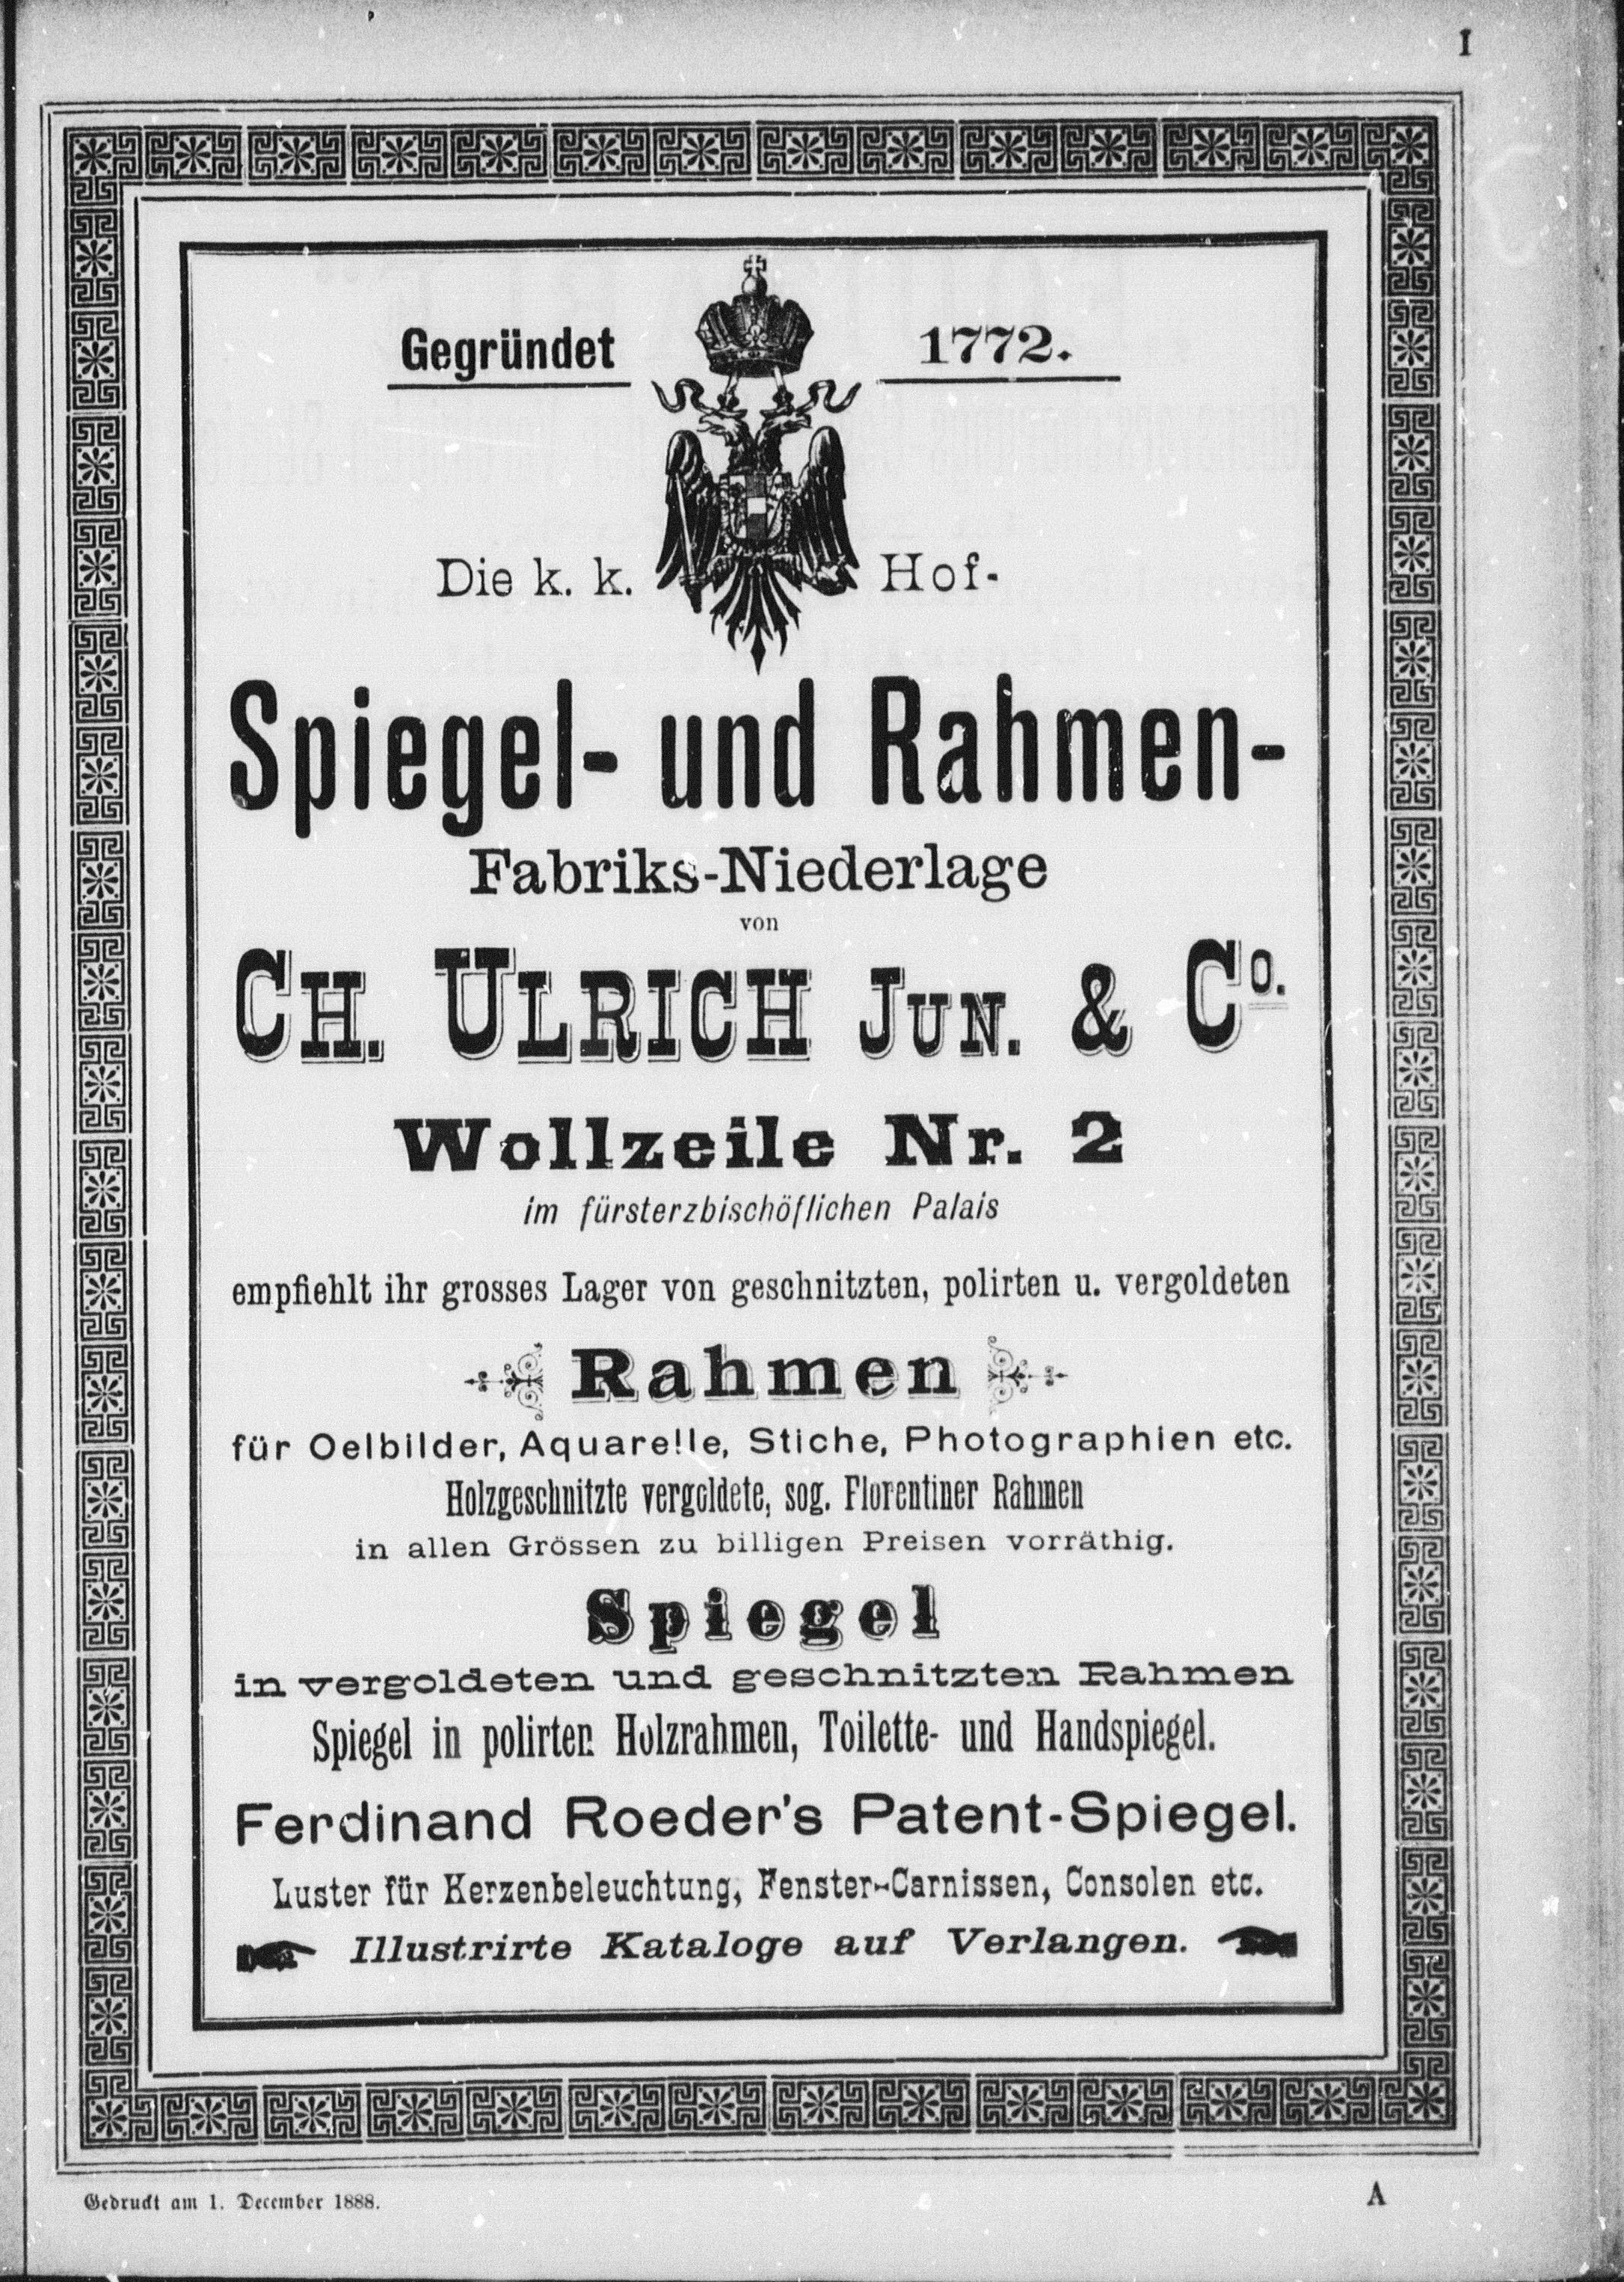 I
Gegründet 1772.
Die k. k. Hof-
Spiegel- und Rahmen-
Fabriks-Niederlage
von
CH. ULRICH JUN. & Co.
Wollzeile Nr. 2
im fürsterzbischöflichen Palais
empfiehlt ihr grosses Lager von geschnitzten, polirten u. vergoldeten
Rahmen
für Oelbilder, Aquarelle, Stiche, Photographien etc.
Holzgeschnitzte vergoldete, sog. Florentiner Rahmen
in allen Grössen zu billigen Preisen vorräthig.
Spiegel
in vergoldeten und geschnitzten Rahmen
Spiegel in polirten Holzrahmen, Toilette- und Handspiegel.
Ferdinand Roeder's Patent-Spiegel.
Luster für Kerzenbeleuchtung, Fenster-Carnissen, Consolen etc.
Illustrirte Kataloge auf Verlangen.
Gedruckt am 1. December 1888. A